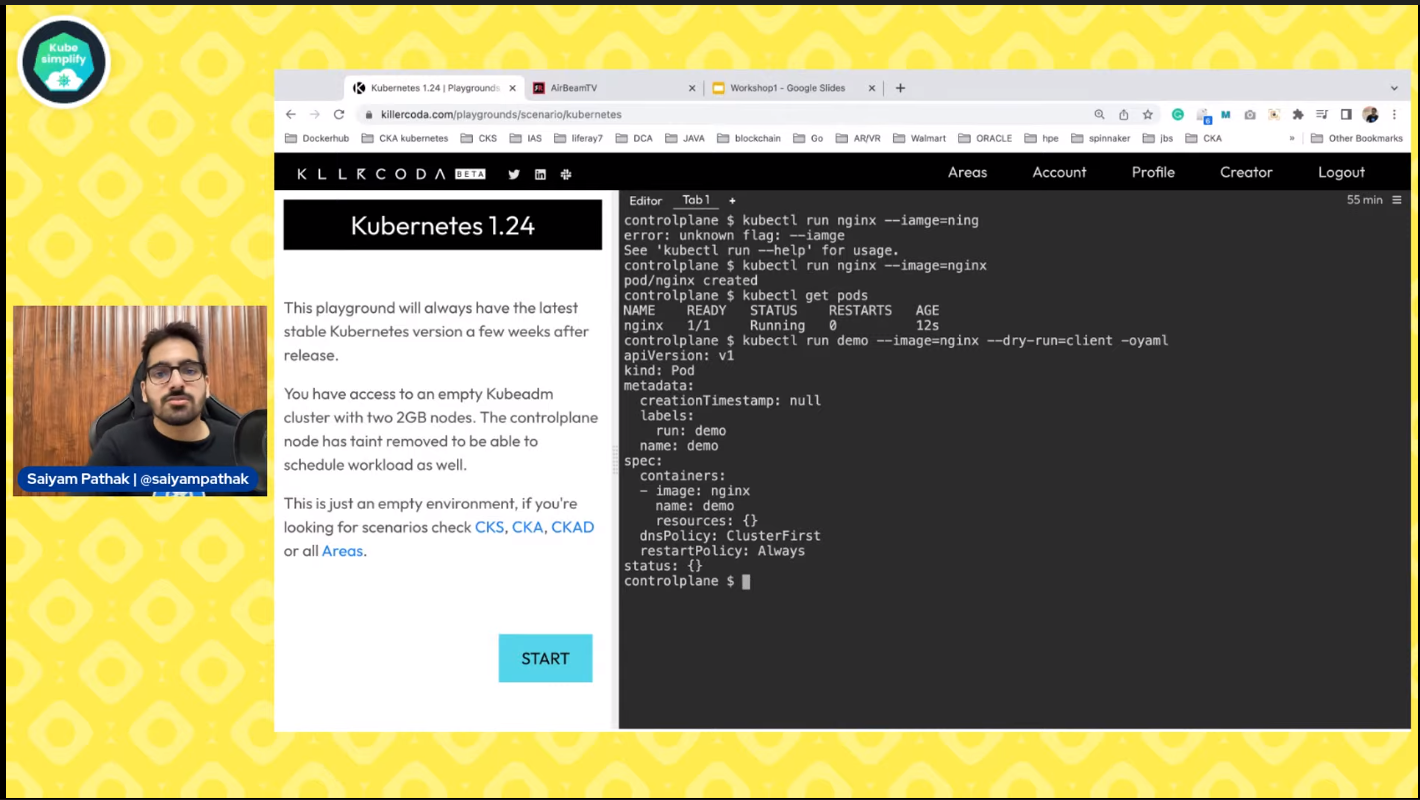 Kube
simplify
Kubernetes 1.24 | Playgrounds
AirBeamTV
Workshop1 - Google Slides
killercoda.com/playgrounds/scenario/kubernetes
Dockerhub
CKA kubernetes
CKS
IAS
liferay7
DCA
JAVA
blockchain
Go
AR/VR
Walmart
ORACLE
hpe
spinnaker
jbs
CKA
»
Other Bookmarks
KLLRCODA BETA
Areas
Account
Profile
Creator
Logout
Kubernetes 1.24
This playground will always have the latest
stable Kubernetes version a few weeks after
release.
You have access to an empty Kubeadm
cluster with two 2GB nodes. The controlplane
node has taint removed to be able to
schedule workload as well.
This is just an empty environment, if you're
looking for scenarios check CKS, CKA, CKAD
or all Areas.
START
Editor Tab 1 +
55 min
controlplane $ kubectl run nginx --iamge=ning
error: unknown flag: --iamge
See 'kubectl run --help' for usage.
controlplane $ kubectl run nginx --image=nginx
pod/nginx created
controlplane $ kubectl get pods
NAME READY STATUS RESTARTS AGE
nginx 1/1 Running 0 12s
controlplane $ kubectl run demo --image=nginx --dry-run=client -oyaml
apiVersion: v1
kind: Pod
metadata:
  creationTimestamp: null
  labels:
    run: demo
  name: demo
spec:
  containers:
  - image: nginx
    name: demo
    resources: {}
  dnsPolicy: ClusterFirst
  restartPolicy: Always
status: {}
controlplane $
Saiyam Pathak | @saiyampathak